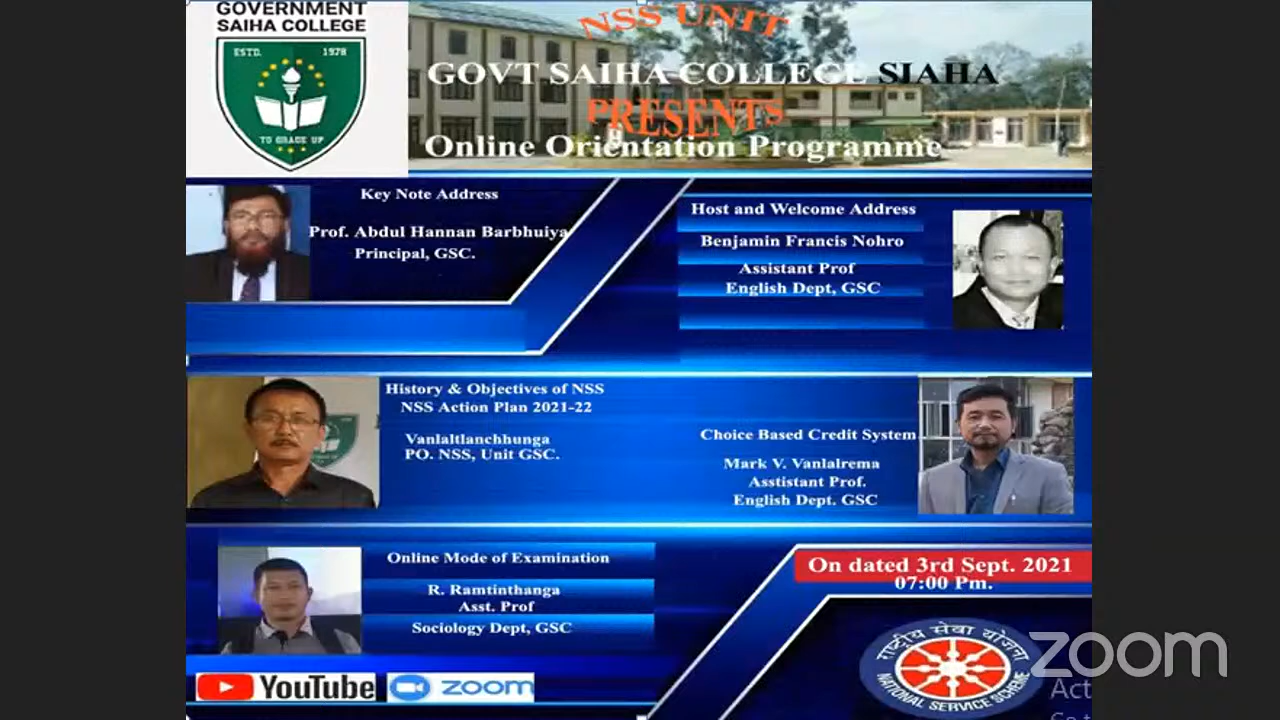 GOVERNMENT
SAIHA COLLEGE
ESTD. 1978
TO GRACE UP
NSS UNIT
GOVT SAIHA COLLEGE SIAHA
PRESENTS
Online Orientation Programme
Key Note Address
Prof. Abdul Hannan Barbhuiya
Principal, GSC.
Host and Welcome Address
Benjamin Francis Nohro
Assistant Prof
English Dept, GSC
History & Objectives of NSS
NSS Action Plan 2021-22
Vanlaltlanchhunga
PO. NSS, Unit GSC.
Choice Based Credit System
Mark V. Vanlalrema
Asstistant Prof.
English Dept. GSC
Online Mode of Examination
R. Ramtinthanga
Asst. Prof
Sociology Dept, GSC
On dated 3rd Sept. 2021
07:00 Pm.
राष्ट्रीय सेवा योजना
NATIONAL SERVICE SCHEME
YouTube
zoom
zoom
Act